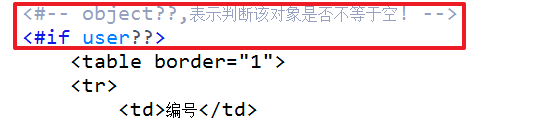 <#-- object??,表示判断该对象是否不等于空! -->
<#if user??>
<table border="1">
<tr>
<td>编号</td>